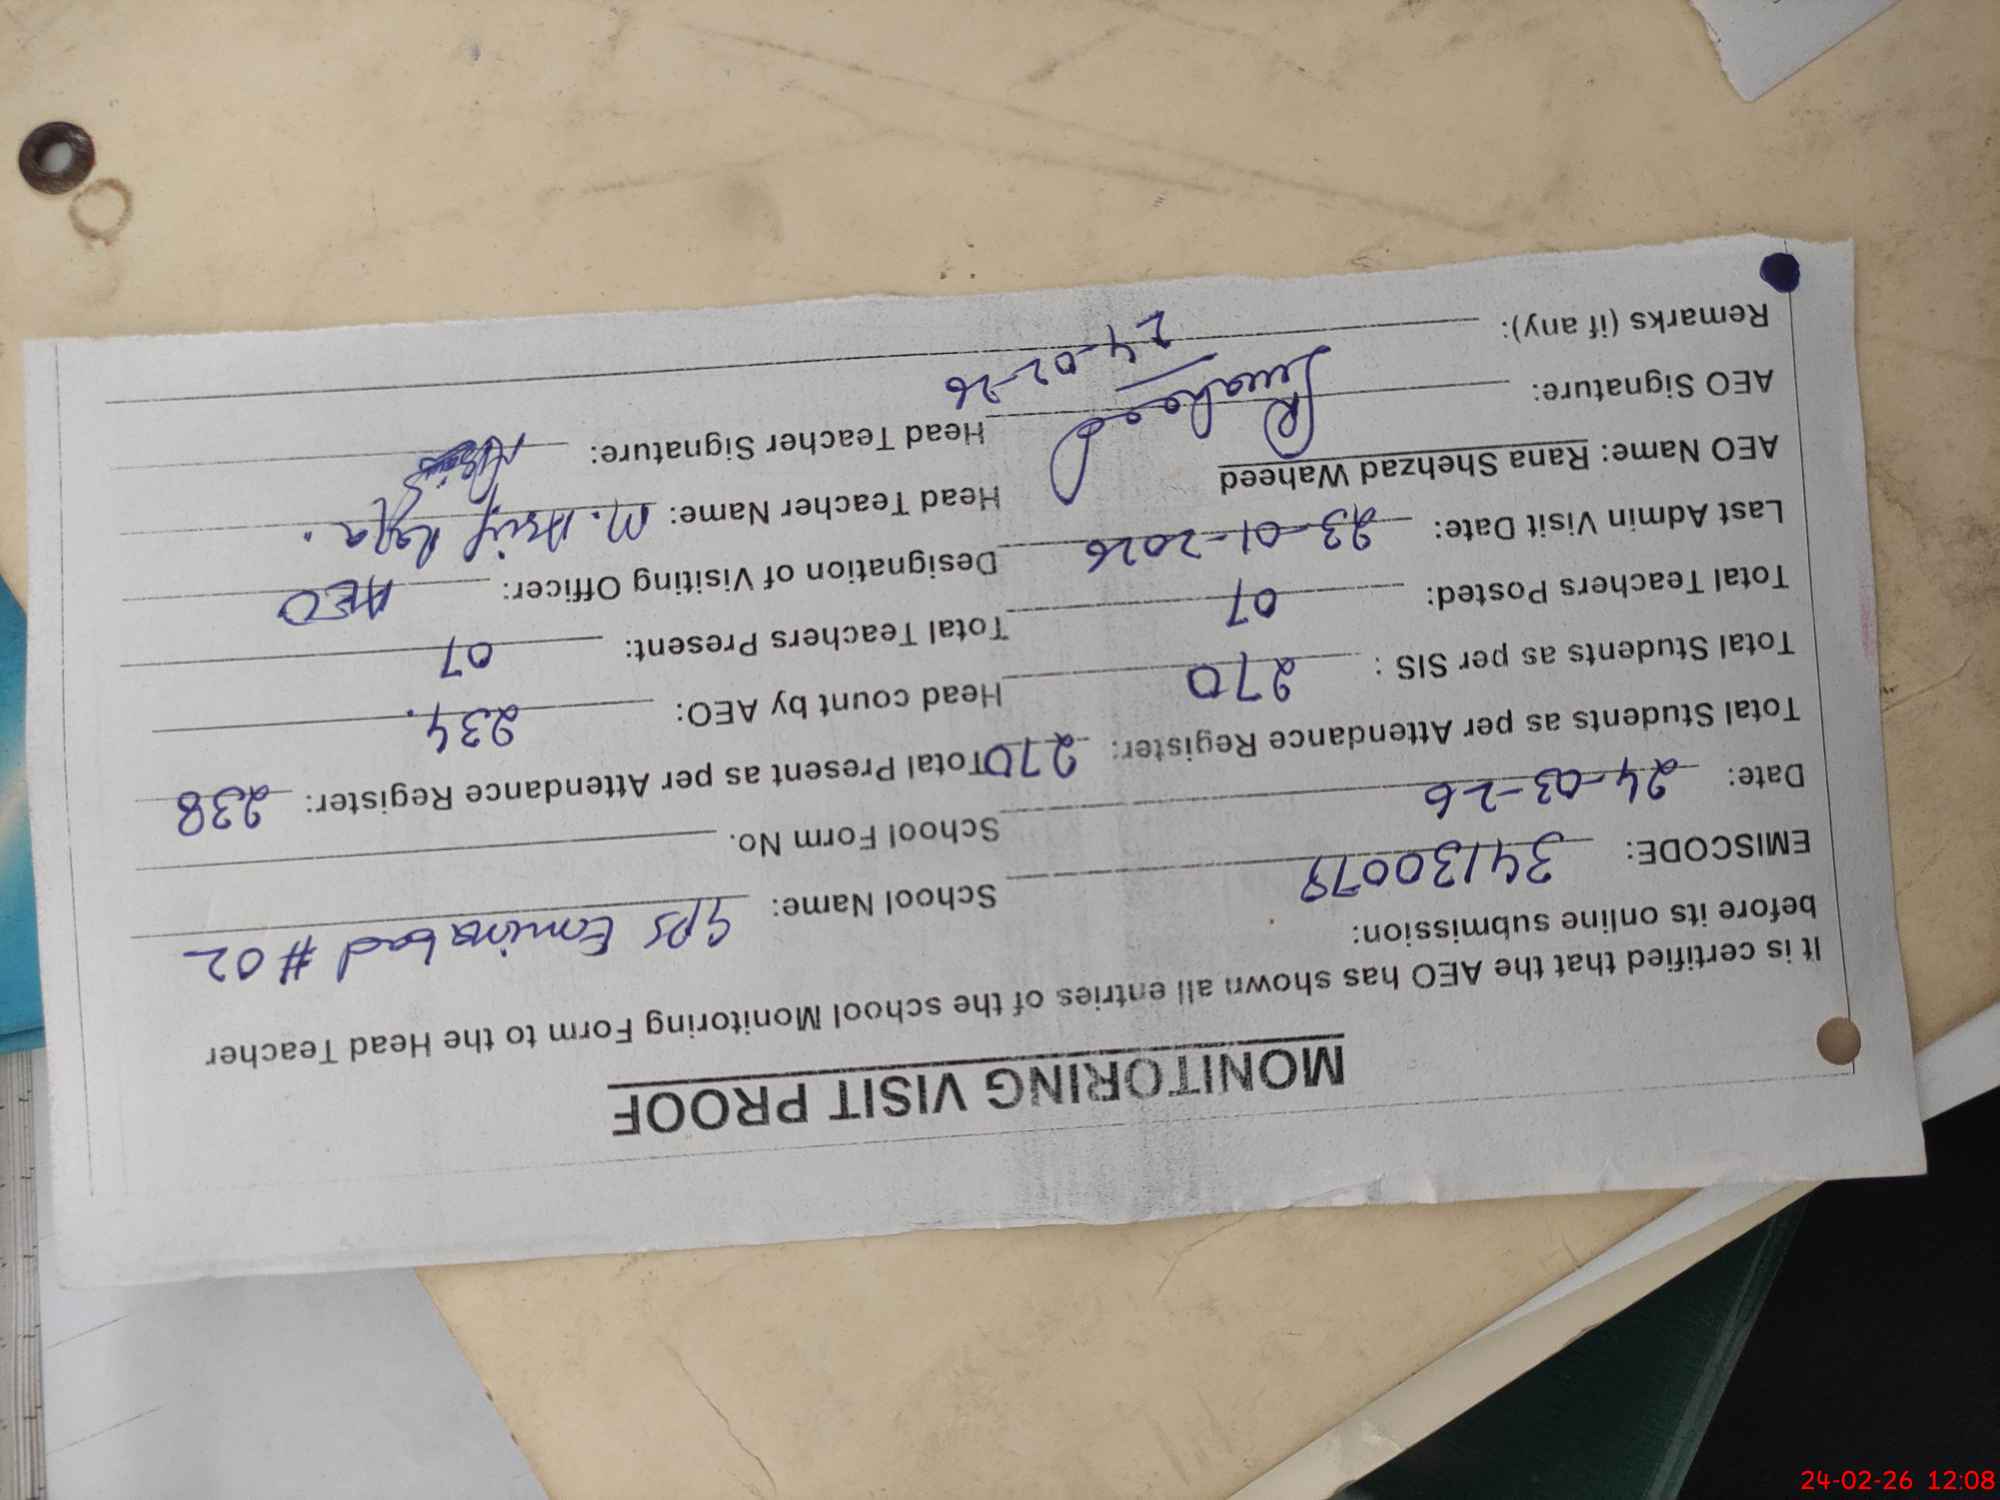 MONITORING VISIT PROOF
It is certified that the AEO has shown all entries of the school Monitoring Form to the Head Teacher
before its online submission:
EMISCODE: 34130079 School Name: GPS Eminabad #02
Date: 24-03-26 School Form No.
Total Students as per Attendance Register: 270 Total Present as per Attendance Register: 238
Total Students as per SIS : 270 Head count by AEO: 234.
Total Teachers Posted: 07 Total Teachers Present: 07
Last Admin Visit Date: 23-01-2026 Designation of Visiting Officer: AEO
AEO Name: Rana Shehzad Waheed Head Teacher Name: M. Asif Raza.
AEO Signature: Head Teacher Signature:
24-02-26
Remarks (if any):
24-02-26 12:08